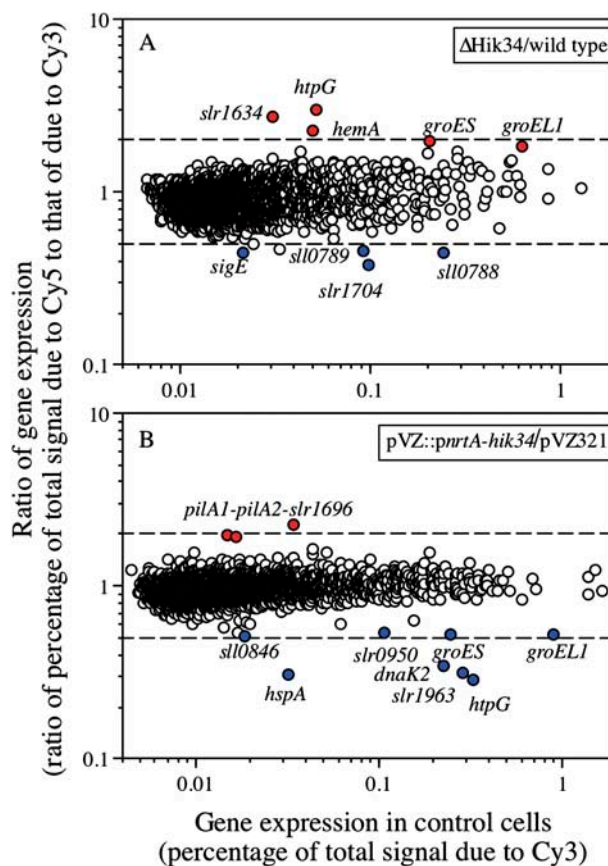 Ratio of gene expression
(ratio of percentage of total signal due to Cy5 to that of due to Cy3)
10
A
ΔHik34/wild type
htpG
slr1634
hemA
groES
groEL1
1
sigE
sll0789
slr1704
sll0788
0.1
0.01
0.1
1
10
B
pVZ::pnrtA-hik34/pVZ321
pilA1-pilA2-slr1696
1
sll0846
slr0950
groES
groEL1
hspA
dnaK2
slr1963
htpG
0.1
0.01
0.1
1
Gene expression in control cells
(percentage of total signal due to Cy3)